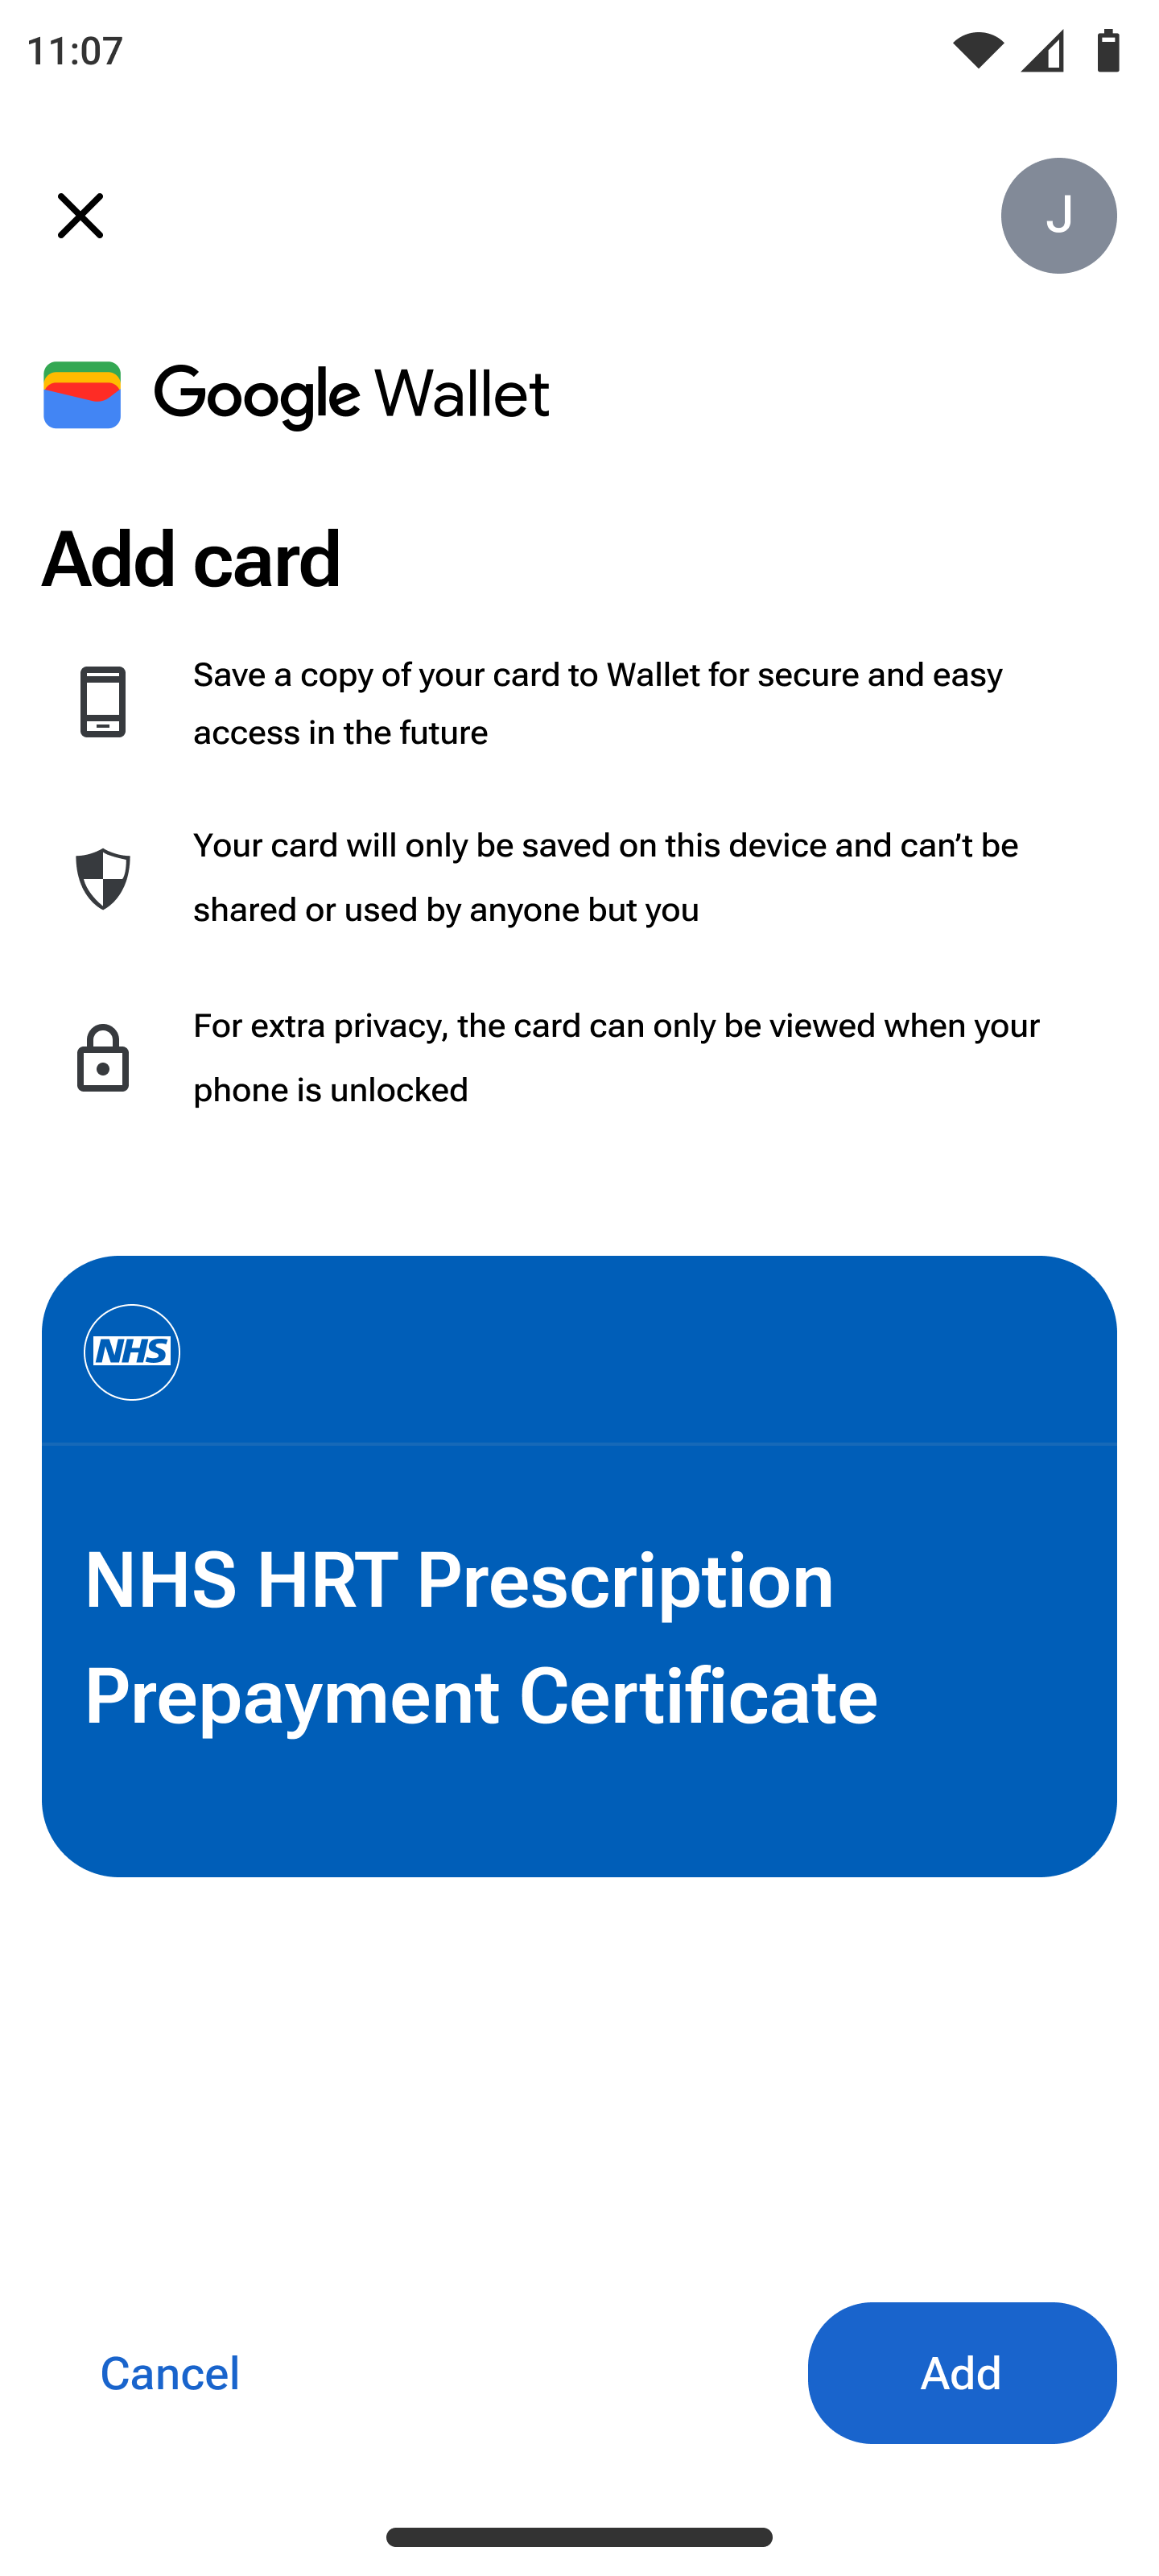 11:07
J
Google Wallet
Add card
Save a copy of your card to Wallet for secure and easy
access in the future
Your card will only be saved on this device and can’t be
shared or used by anyone but you
For extra privacy, the card can only be viewed when your
phone is unlocked
NHS
NHS HRT Prescription
Prepayment Certificate
Cancel
Add